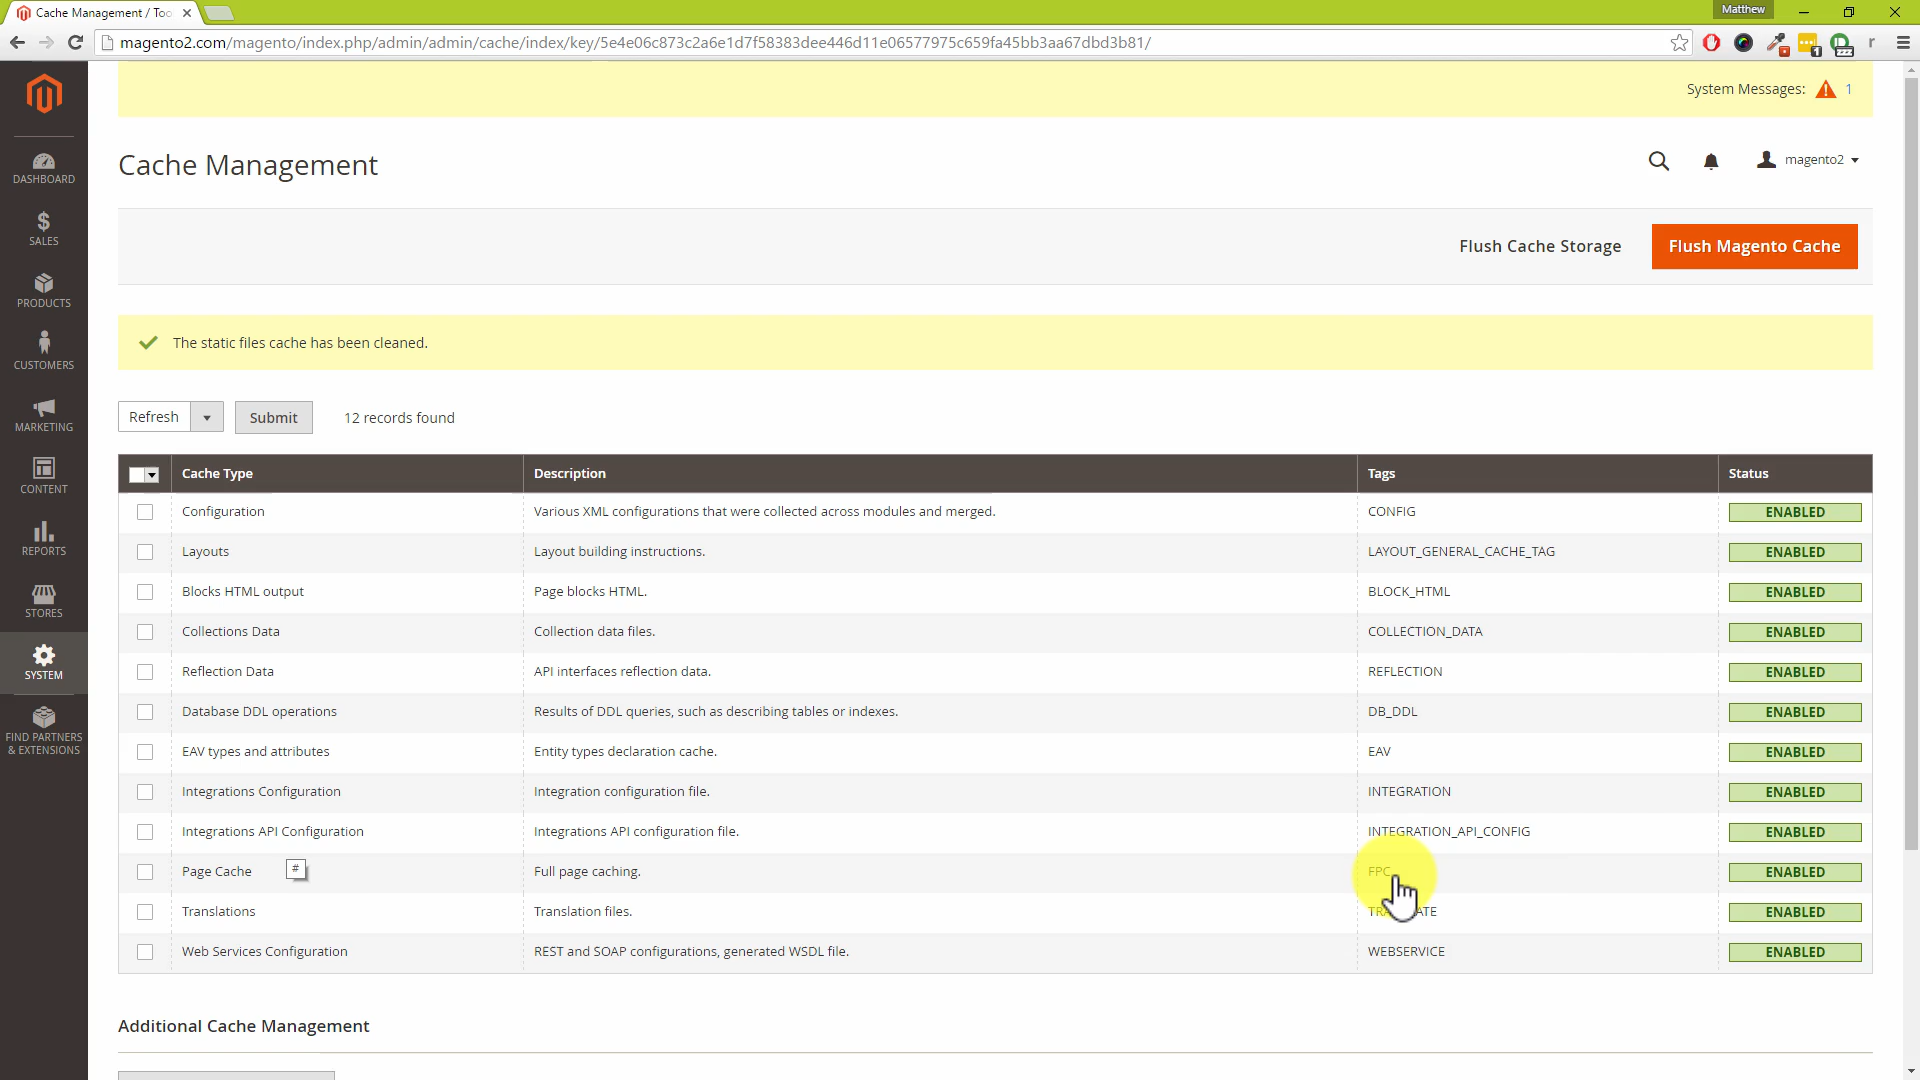 Cache Management / Too
Matthew
magento2.com/magento/index.php/admin/admin/cache/index/key/5e4e06c873c2a6e1d7f58383dee446d11e06577975c659fa45bb3aa67dbd3b81/
1
zzz
r
System Messages: 1
Cache Management
magento2
DASHBOARD
SALES
PRODUCTS
CUSTOMERS
MARKETING
CONTENT
REPORTS
STORES
SYSTEM
FIND PARTNERS
& EXTENSIONS
Flush Cache Storage
Flush Magento Cache
The static files cache has been cleaned.
Refresh Submit 12 records found
Cache Type Description Tags Status
Configuration Various XML configurations that were collected across modules and merged. CONFIG ENABLED
Layouts Layout building instructions. LAYOUT_GENERAL_CACHE_TAG ENABLED
Blocks HTML output Page blocks HTML. BLOCK_HTML ENABLED
Collections Data Collection data files. COLLECTION_DATA ENABLED
Reflection Data API interfaces reflection data. REFLECTION ENABLED
Database DDL operations Results of DDL queries, such as describing tables or indexes. DB_DDL ENABLED
EAV types and attributes Entity types declaration cache. EAV ENABLED
Integrations Configuration Integration configuration file. INTEGRATION ENABLED
Integrations API Configuration Integrations API configuration file. INTEGRATION_API_CONFIG ENABLED
Page Cache # Full page caching. FPC ENABLED
Translations Translation files. ENABLED
Web Services Configuration REST and SOAP configurations, generated WSDL file. WEBSERVICE ENABLED
Additional Cache Management